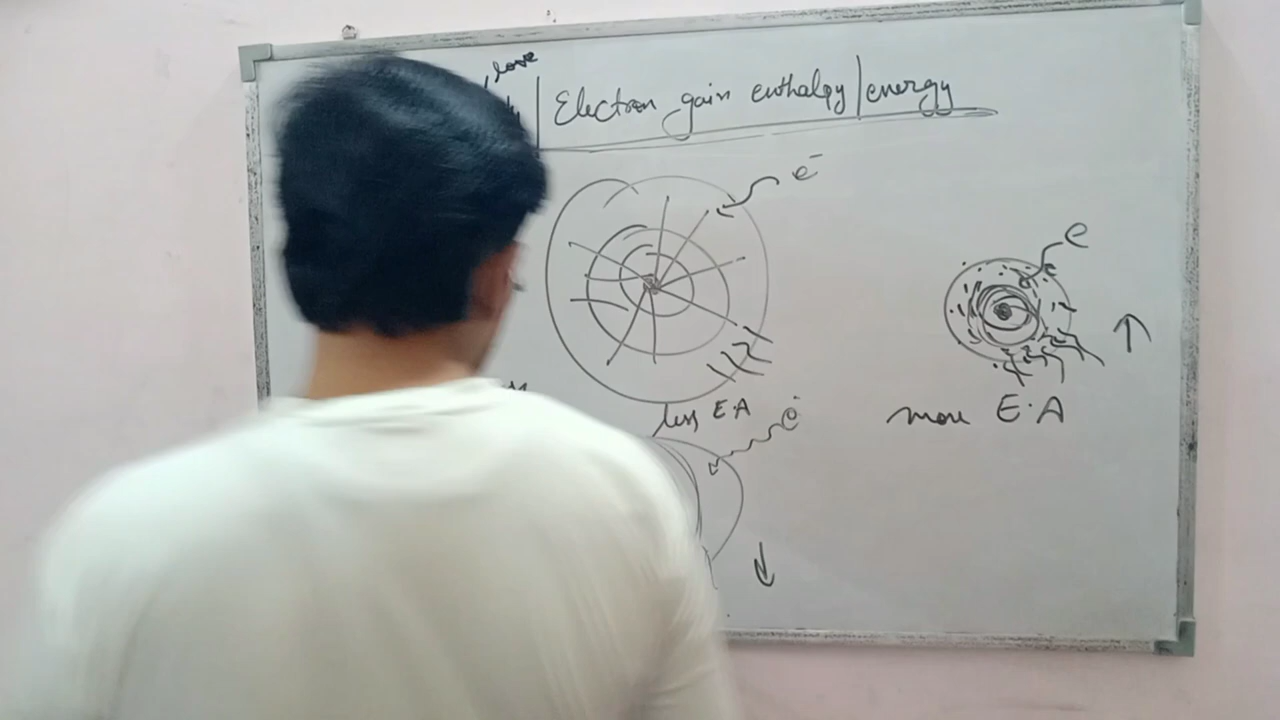 love
Electron gain enthalpy/energy
e⁻
e
less E.A
more E.A
e⁻